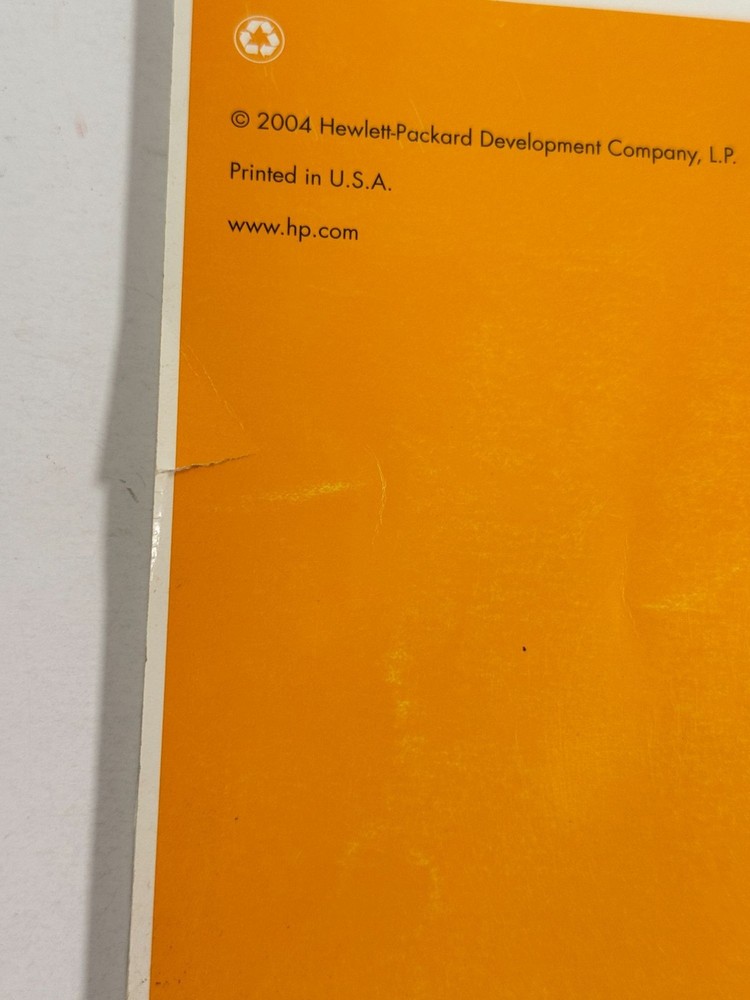 © 2004 Hewlett-Packard Development Company, L.P.
Printed in U.S.A.
www.hp.com